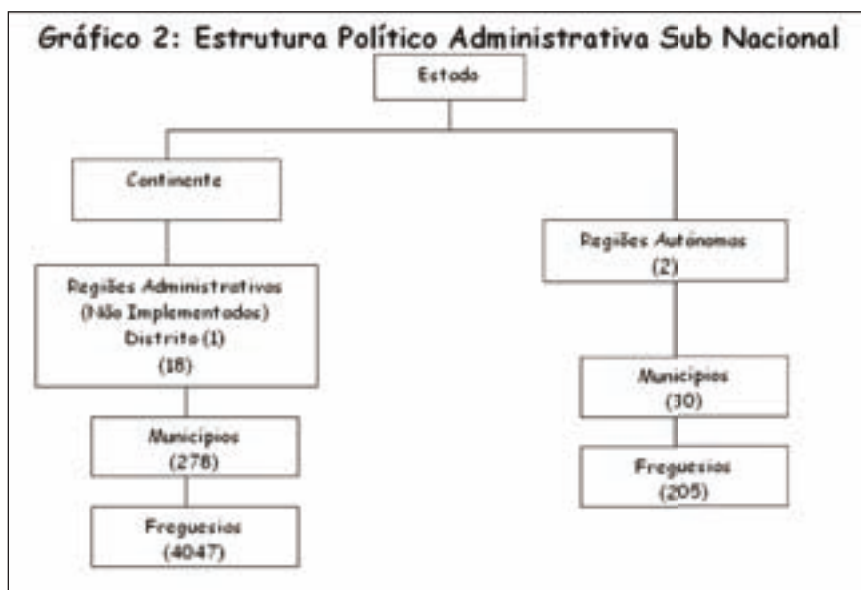 Gráfico 2: Estrutura Político Administrativa Sub Nacional
Estado
Continente
Regiões Administrativas
(Não Implementadas)
Distrito (1)
(18)
Municípios
(278)
Freguesias
(4047)
Regiões Autónomas
(2)
Municípios
(30)
Freguesias
(205)